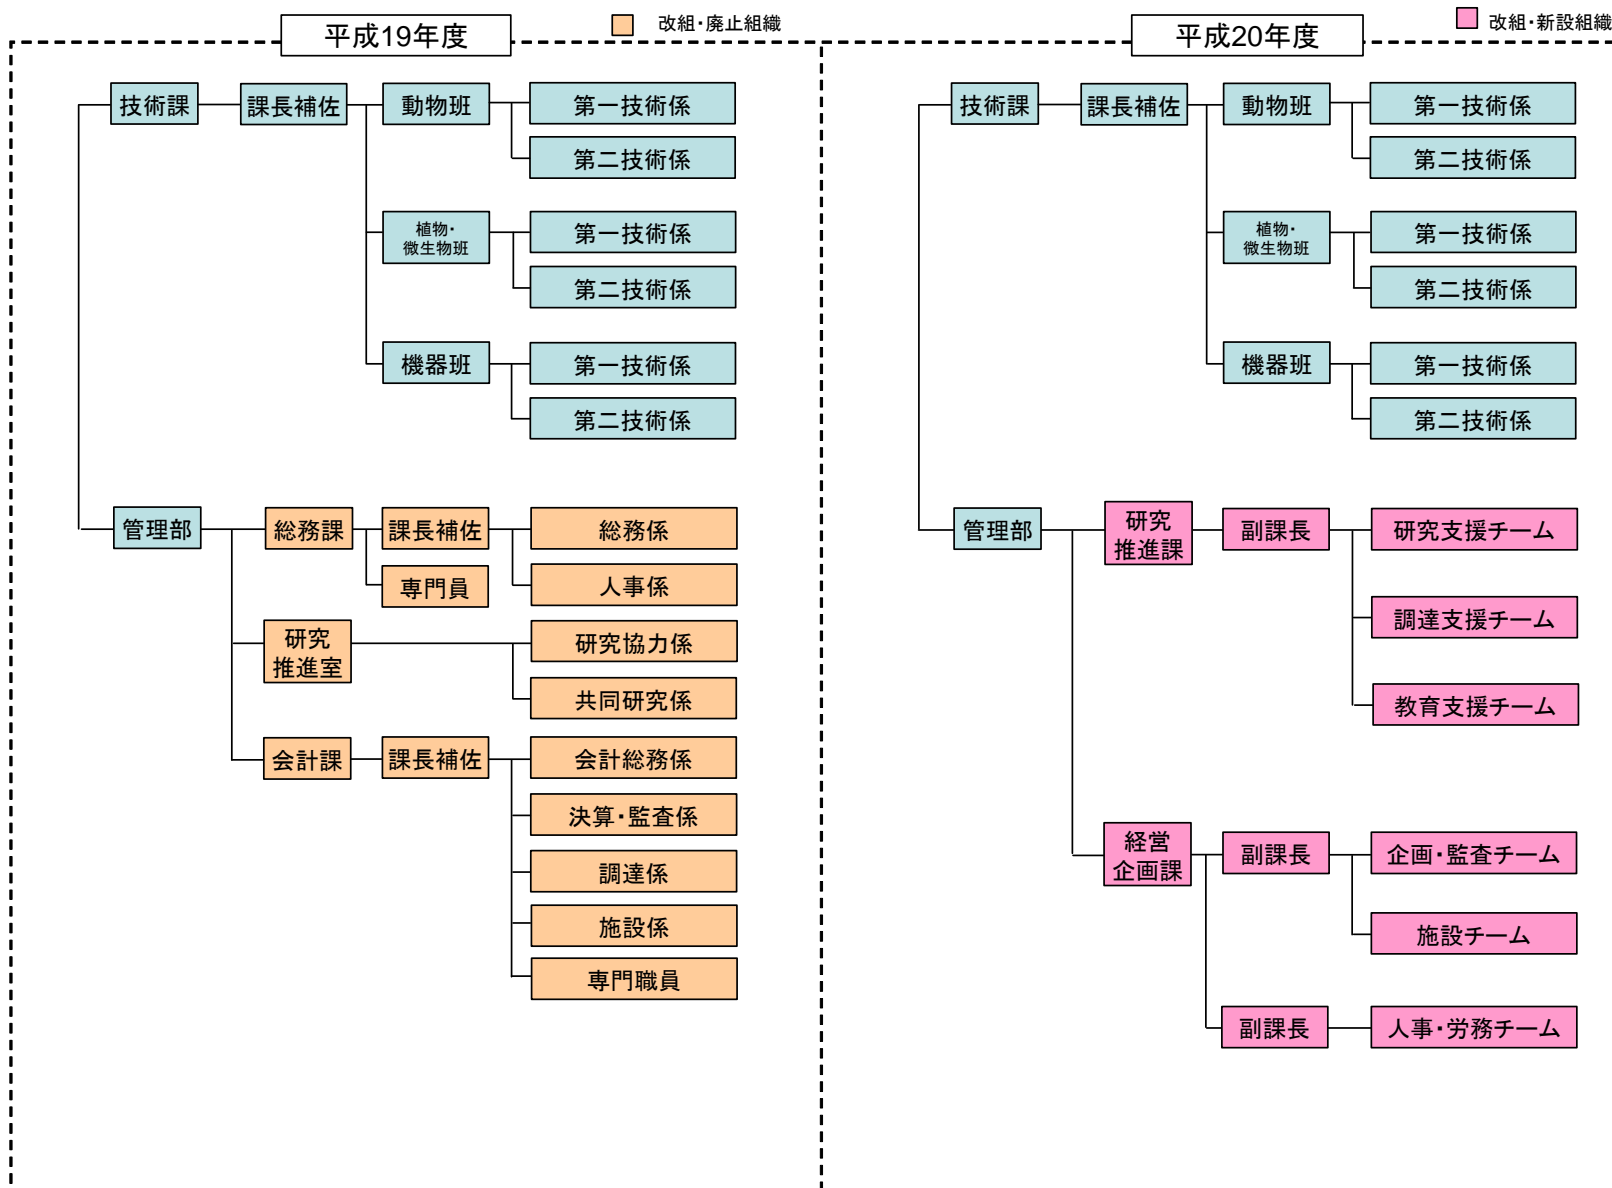 平成19年度
改組・廃止組織
技術課
課長補佐
動物班
第一技術係
第二技術係
植物・
微生物班
第一技術係
第二技術係
機器班
第一技術係
第二技術係
管理部
総務課
課長補佐
総務係
専門員
人事係
研究
推進室
研究協力係
共同研究係
会計課
課長補佐
会計総務係
決算・監査係
調達係
施設係
専門職員
平成20年度
改組・新設組織
技術課
課長補佐
動物班
第一技術係
第二技術係
植物・
微生物班
第一技術係
第二技術係
機器班
第一技術係
第二技術係
管理部
研究
推進課
副課長
研究支援チーム
調達支援チーム
教育支援チーム
経営
企画課
副課長
企画・監査チーム
施設チーム
副課長
人事・労務チーム